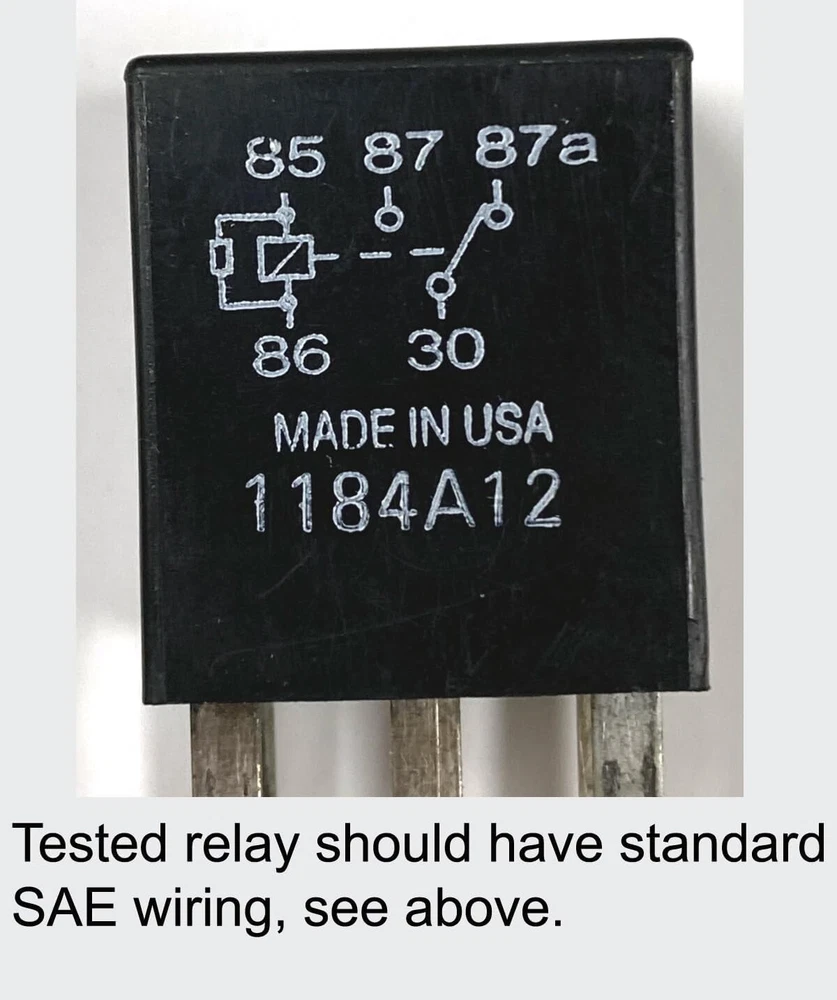 85 87 87a
86 30
MADE IN USA
1184A12
Tested relay should have standard
SAE wiring, see above.